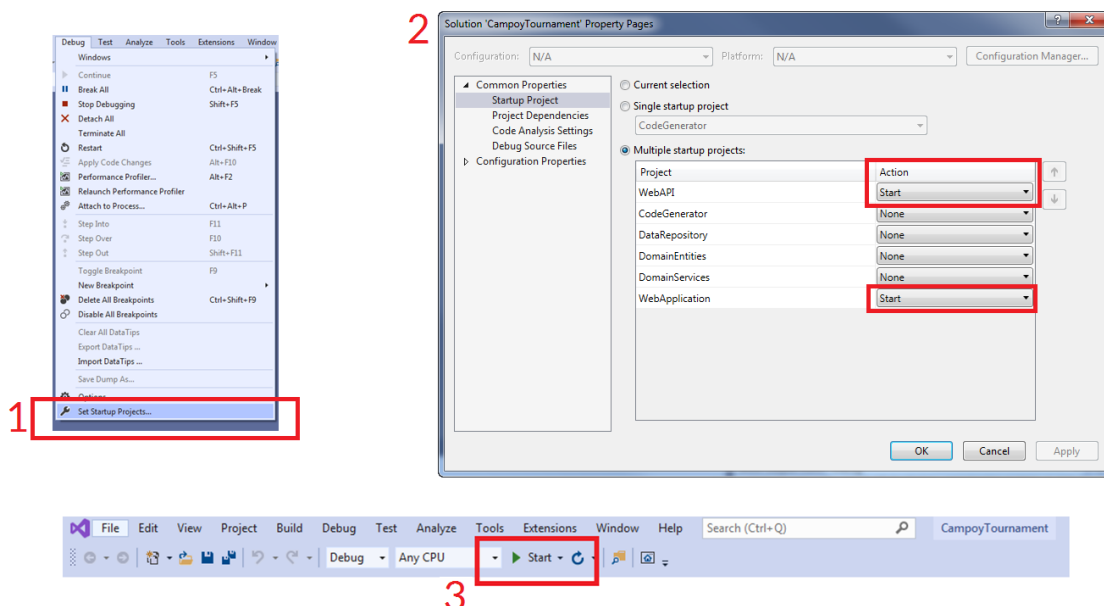 1
Debug Test Analyze Tools Extensions Window
Windows
Continue F5
Break All Ctrl+Alt+Break
Stop Debugging Shift+F5
Detach All
Terminate All
Restart Ctrl+Shift+F5
Apply Code Changes Alt+F10
Performance Profiler... Alt+F2
Relaunch Performance Profiler
Attach to Process... Ctrl+Alt+P
Step Into F11
Step Over F10
Step Out Shift+F11
Toggle Breakpoint F9
New Breakpoint
Delete All Breakpoints Ctrl+Shift+F9
Disable All Breakpoints
Clear All DataTips
Export DataTips ...
Import DataTips ...
Save Dump As...
Options...
Set Startup Projects...
2
Solution 'CampoyTournament' Property Pages
Configuration: N/A Platform: N/A Configuration Manager...
Common Properties
Startup Project
Project Dependencies
Code Analysis Settings
Debug Source Files
Configuration Properties
Current selection
Single startup project
CodeGenerator
Multiple startup projects:
Project Action
WebAPI Start
CodeGenerator None
DataRepository None
DomainEntities None
DomainServices None
WebApplication Start
OK Cancel Apply
File Edit View Project Build Debug Test Analyze Tools Extensions Window Help Search (Ctrl+Q) CampoyTournament
Debug Any CPU Start
3